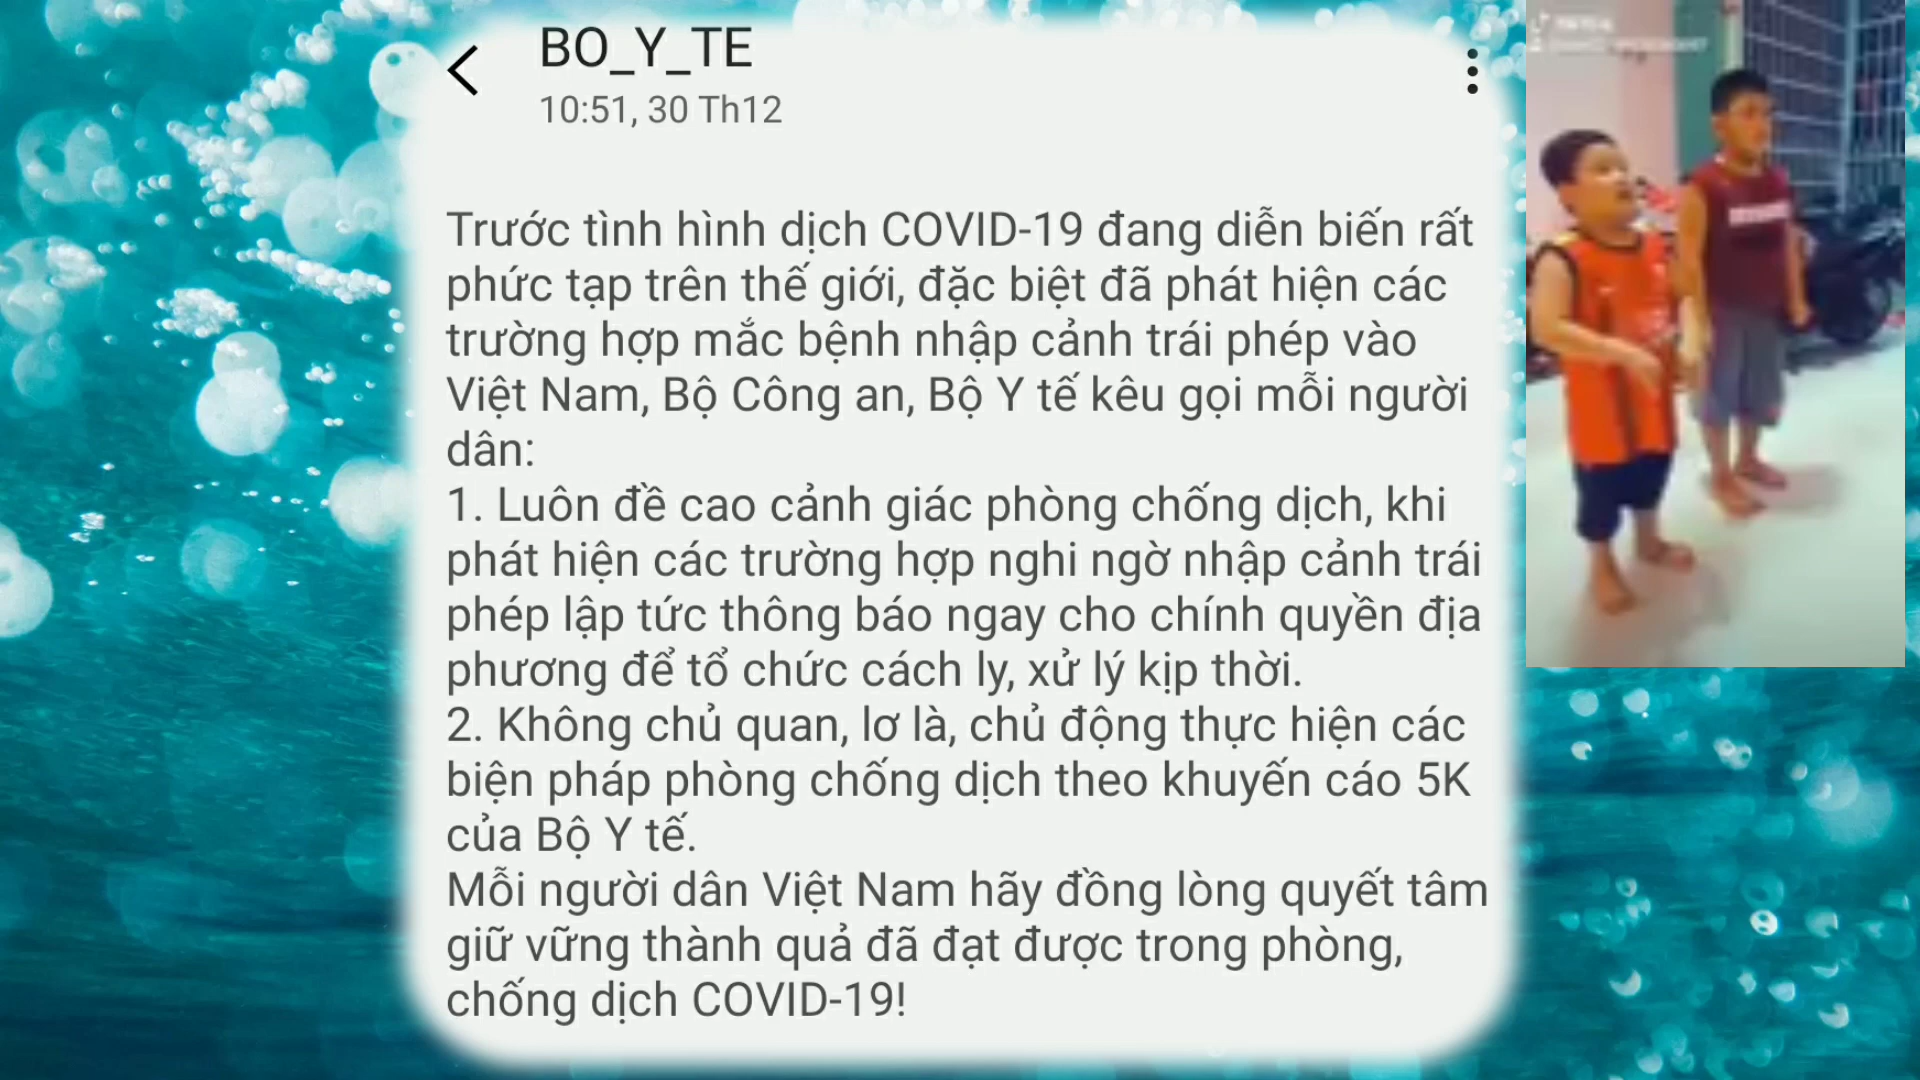 BO_Y_TE
10:51, 30 Th12
Trước tình hình dịch COVID-19 đang diễn biến rất
phức tạp trên thế giới, đặc biệt đã phát hiện các
trường hợp mắc bệnh nhập cảnh trái phép vào
Việt Nam, Bộ Công an, Bộ Y tế kêu gọi mỗi người
dân:
1. Luôn đề cao cảnh giác phòng chống dịch, khi
phát hiện các trường hợp nghi ngờ nhập cảnh trái
phép lập tức thông báo ngay cho chính quyền địa
phương để tổ chức cách ly, xử lý kịp thời.
2. Không chủ quan, lơ là, chủ động thực hiện các
biện pháp phòng chống dịch theo khuyến cáo 5K
của Bộ Y tế.
Mỗi người dân Việt Nam hãy đồng lòng quyết tâm
giữ vững thành quả đã đạt được trong phòng,
chống dịch COVID-19!